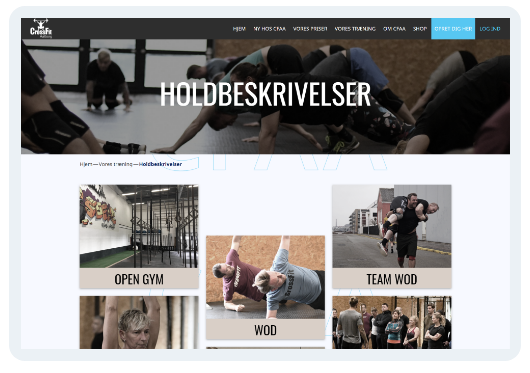 CrossFit
HJEM NY HOS CFAA VORES PRISER VORES TRÆNING OM CFAA SHOP OPRET DIG HER LOG IND
HOLDBESKRIVELSER
Hjem—Vores træning—Holdbeskrivelser
OPEN GYM
WOD
TEAM WOD